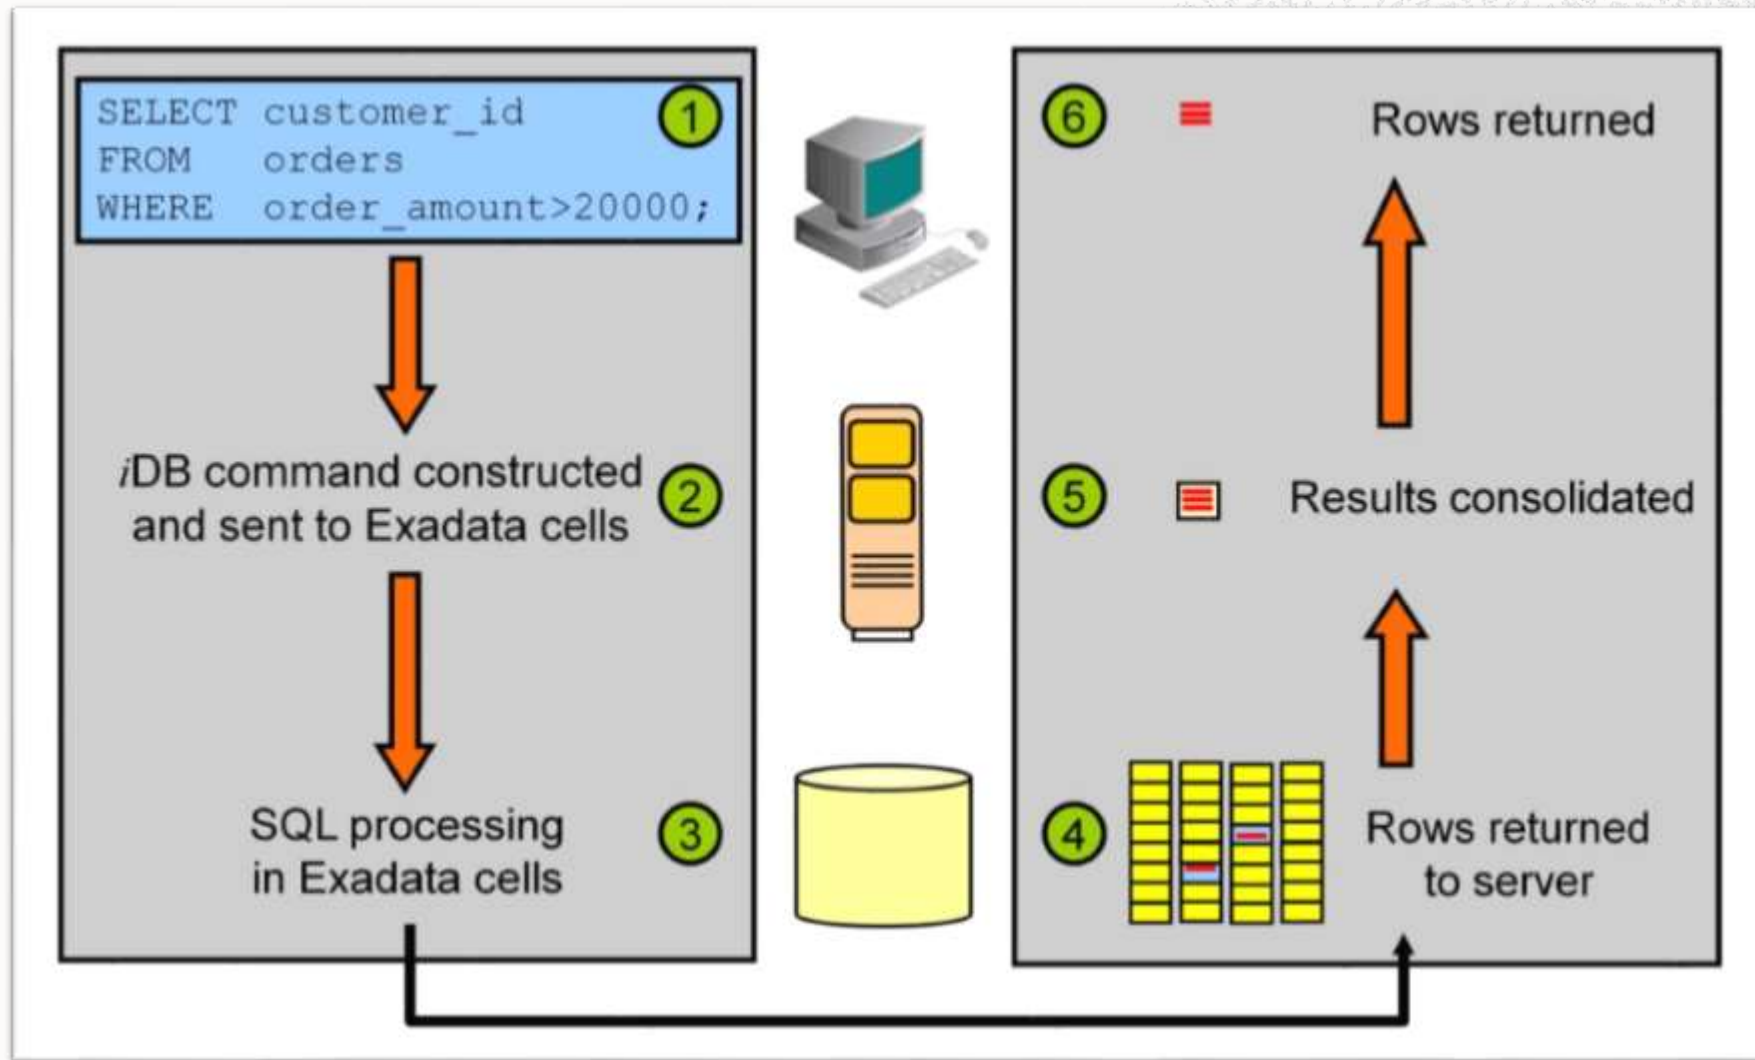 SELECT customer_id
FROM orders
WHERE order_amount>20000;
1
iDB command constructed
and sent to Exadata cells
2
SQL processing
in Exadata cells
3
4
Rows returned
to server
5
Results consolidated
6
Rows returned